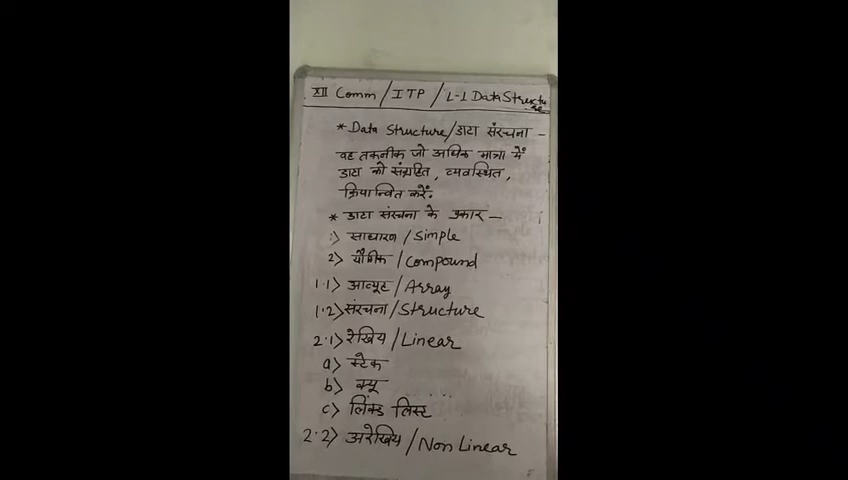 XII Comm / ITP / L-1 Data Structure
* Data Structure/डाटा संरचना -
वह तकनीक जो अधिक मात्रा में
डाटा को संग्रहित, व्यवस्थित,
क्रियान्वित करें.
* डाटा संरचना के प्रकार -
1> साधारण / Simple
2> यौगिक / Compound
1.1> आव्यूह / Array
1.2> संरचना / Structure
2.1> रेखिय / Linear
a> स्टेक
b> क्यू
c> लिंक्ड लिस्ट
2.2> अरेखिय / Non Linear